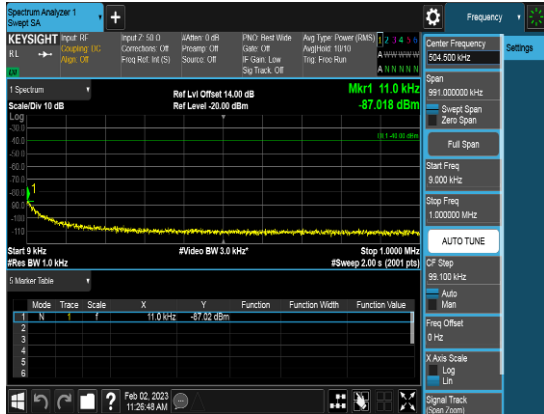 Spectrum Analyzer 1
Swept SA
Frequency
KEYSIGHT
RL
Input: RF
Coupling: DC
Align: Off
Input Z: 50 Ω
Corrections: Off
Freq Ref: Int (S)
#Atten: 0 dB
Preamp: Off
Source: Off
PNO: Best Wide
Gate: Off
IF Gain: Low
Sig Track: Off
Avg Type: Power (RMS)
Avg|Hold: 10/10
Trig: Free Run
1 2 3 4 5 6
A W W W W W
A N N N N N
1 Spectrum
Scale/Div 10 dB
Log
Ref Lvl Offset 14.00 dB
Ref Level -20.00 dBm
Mkr1 11.0 kHz
-87.018 dBm
DL1 -40.00 dBm
-30.0
-40.0
-50.0
-60.0
-70.0
-80.0
-90.0
-100
-110
1
Start 9 kHz
#Res BW 1.0 kHz
#Video BW 3.0 kHz*
Stop 1.0000 MHz
#Sweep 2.00 s (2001 pts)
5 Marker Table
Mode Trace Scale X Y Function Function Width Function Value
1 N 1 f 11.0 kHz -87.02 dBm
2
3
4
5
6
Feb 02, 2023
11:26:48 AM
Center Frequency
504.500 kHz
Settings
Span
991.000000 kHz
Swept Span
Zero Span
Full Span
Start Freq
9.000 kHz
Stop Freq
1.000000 MHz
AUTO TUNE
CF Step
99.100 kHz
Auto
Man
Freq Offset
0 Hz
X Axis Scale
Log
Lin
Signal Track
(Span Zoom)